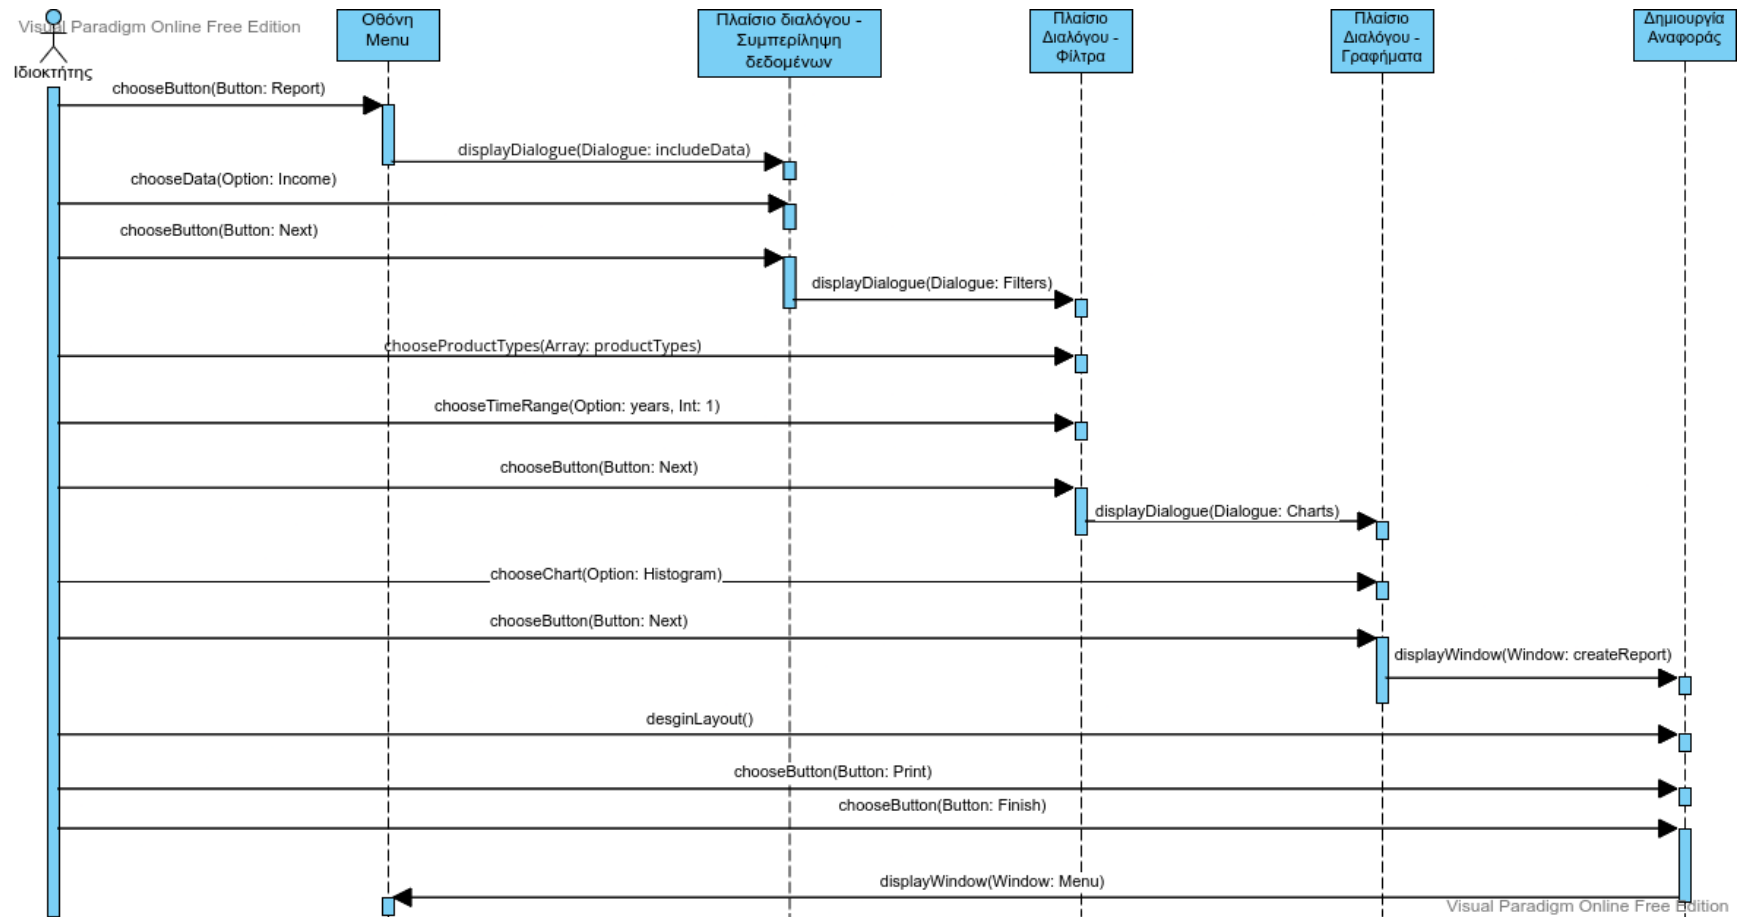 Visual Paradigm Online Free Edition
Ιδιοκτήτης
Οθόνη
Menu
Πλαίσιο διαλόγου -
Συμπερίληψη
δεδομένων
Πλαίσιο
Διαλόγου -
Φίλτρα
Πλαίσιο
Διαλόγου -
Γραφήματα
Δημιουργία
Αναφοράς
chooseButton(Button: Report)
displayDialogue(Dialogue: includeData)
chooseData(Option: Income)
chooseButton(Button: Next)
displayDialogue(Dialogue: Filters)
chooseProductTypes(Array: productTypes)
chooseTimeRange(Option: years, Int: 1)
chooseButton(Button: Next)
displayDialogue(Dialogue: Charts)
chooseChart(Option: Histogram)
chooseButton(Button: Next)
displayWindow(Window: createReport)
desginLayout()
chooseButton(Button: Print)
chooseButton(Button: Finish)
displayWindow(Window: Menu)
Visual Paradigm Online Free Edition